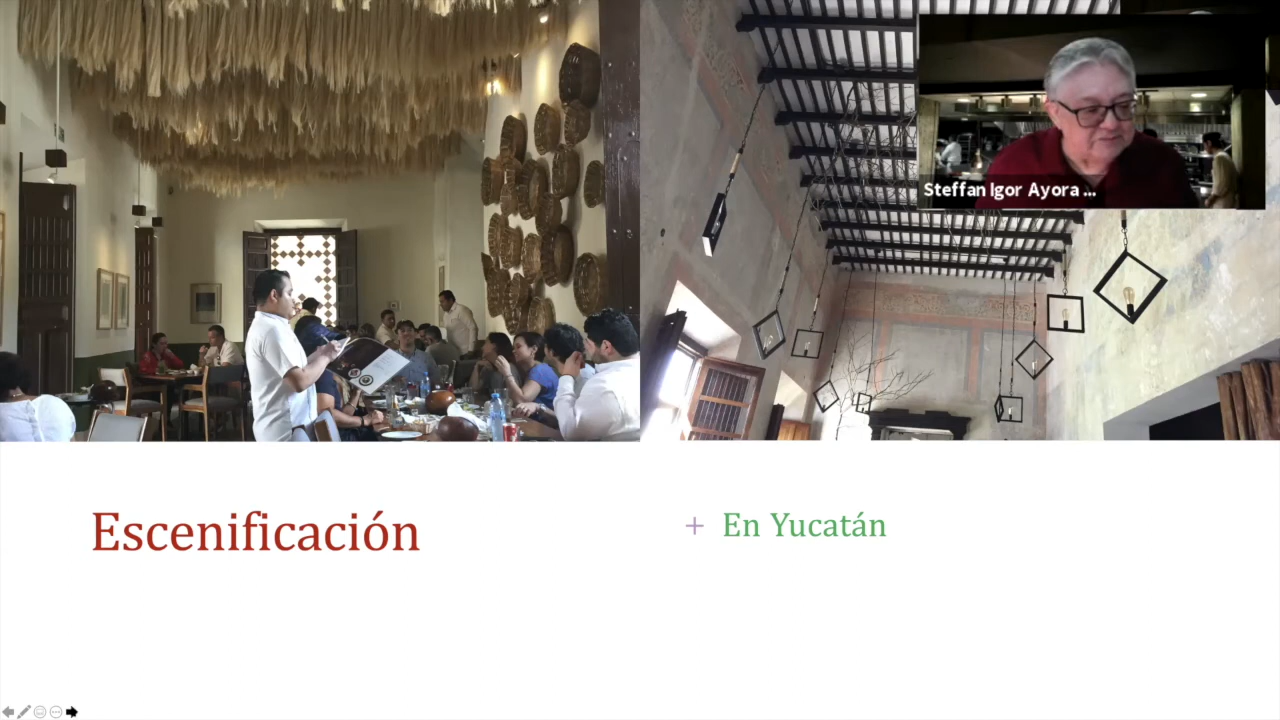 Steffan Igor Ayora ...
Escenificación
+ En Yucatán